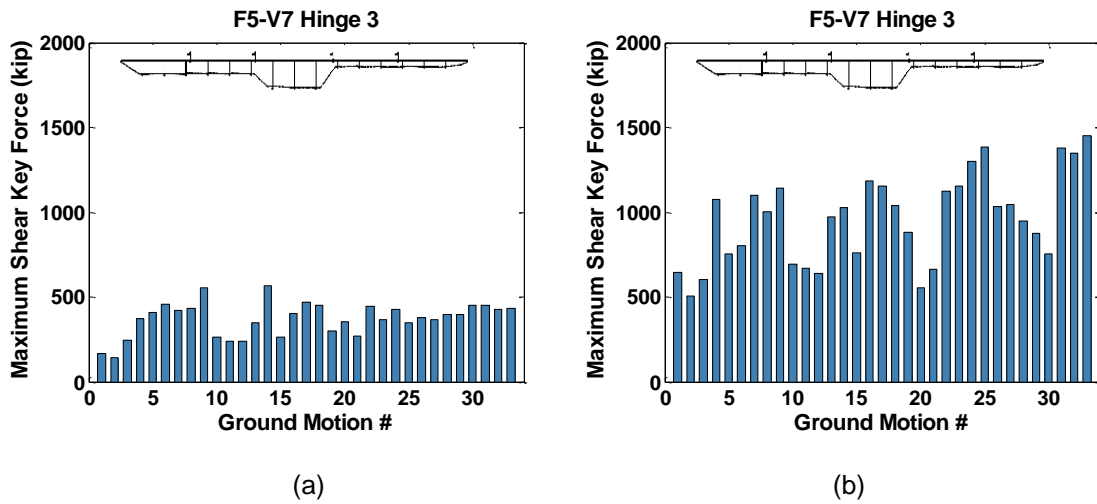 F5-V7 Hinge 3
2000
1500
1000
500
0
Maximum Shear Key Force (kip)
0 5 10 15 20 25 30
Ground Motion #
(a)
F5-V7 Hinge 3
2000
1500
1000
500
0
Maximum Shear Key Force (kip)
0 5 10 15 20 25 30
Ground Motion #
(b)